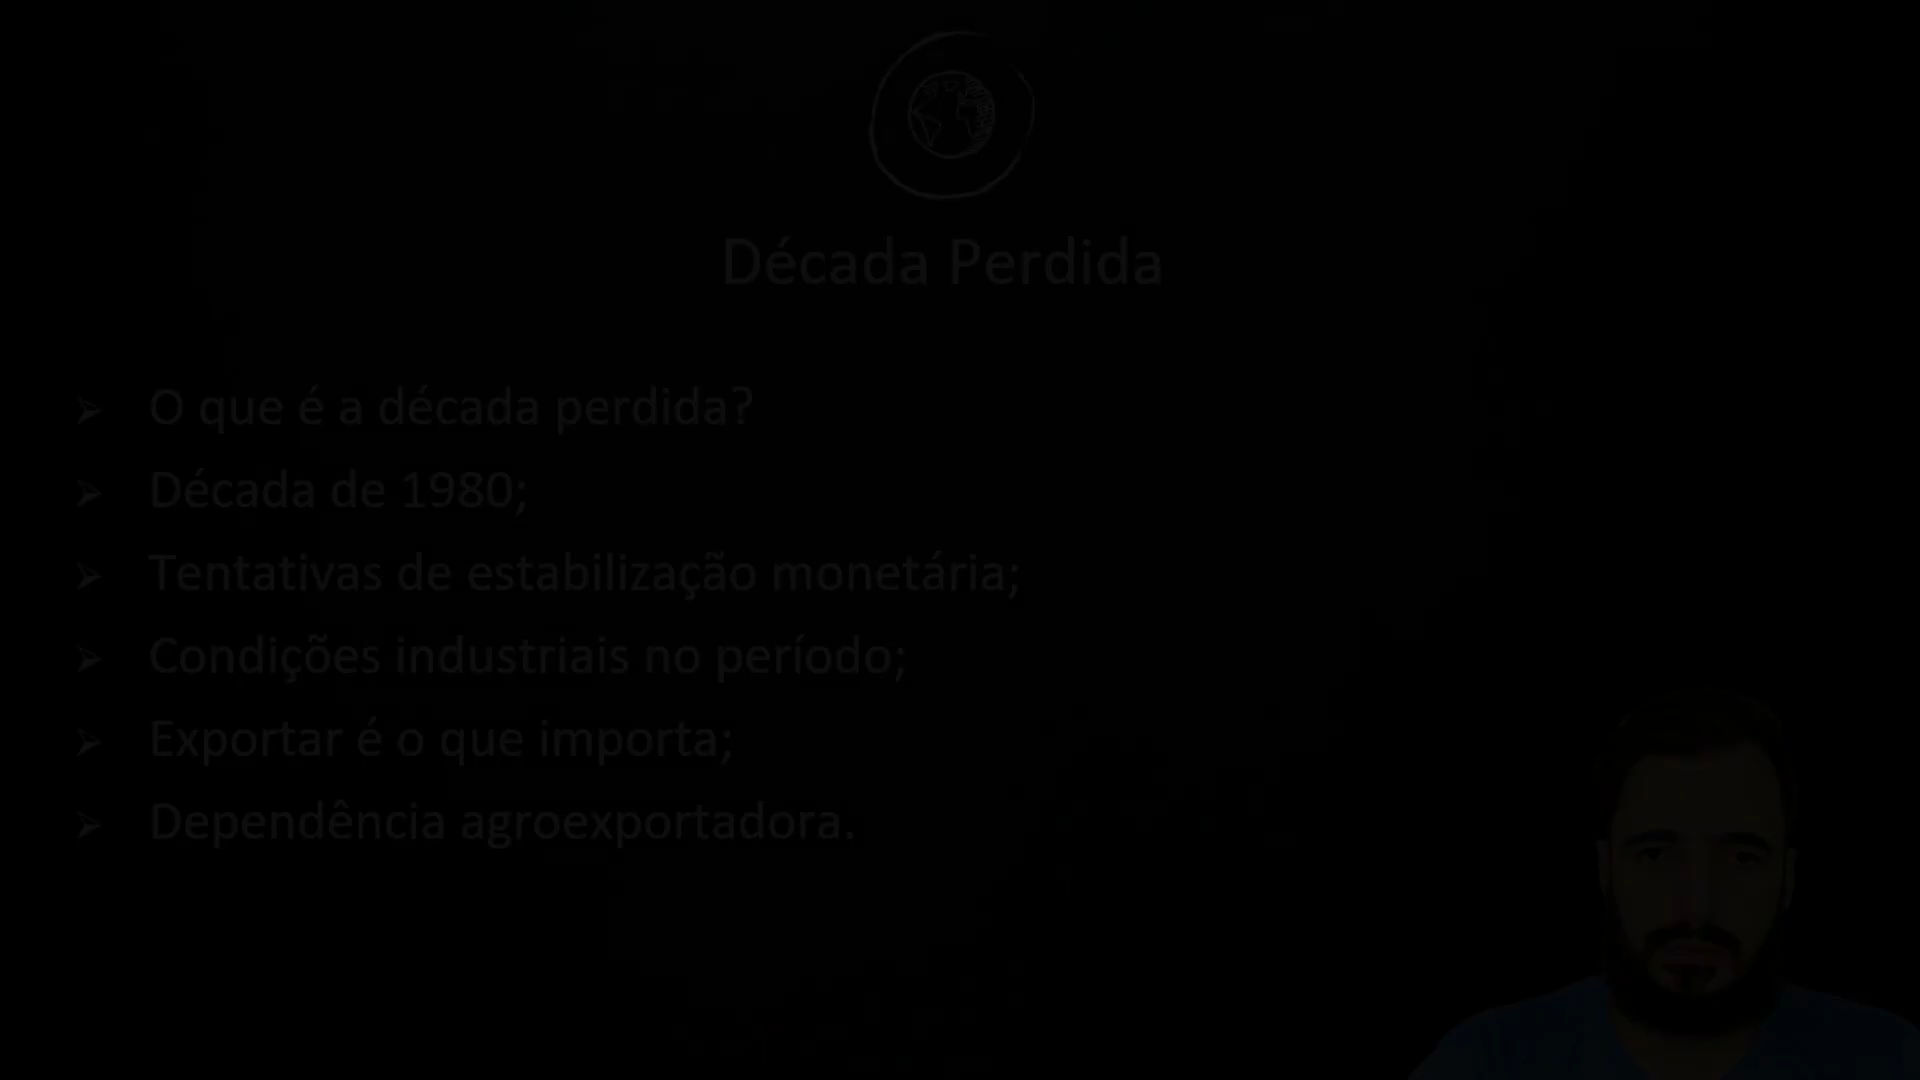 Década Perdida
➢ O que é a década perdida?
➢ Década de 1980;
➢ Tentativas de estabilização monetária;
➢ Condições industriais no período;
➢ Exportar é o que importa;
➢ Dependência agroexportadora.